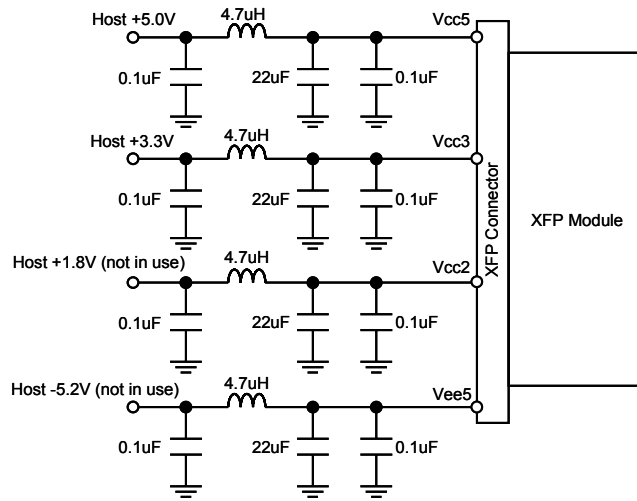 Host +5.0V
4.7uH
Vcc5
0.1uF
22uF
0.1uF
Host +3.3V
4.7uH
Vcc3
0.1uF
22uF
0.1uF
Host +1.8V (not in use)
4.7uH
Vcc2
0.1uF
22uF
0.1uF
Host -5.2V (not in use)
4.7uH
Vee5
0.1uF
22uF
0.1uF
XFP Connector
XFP Module